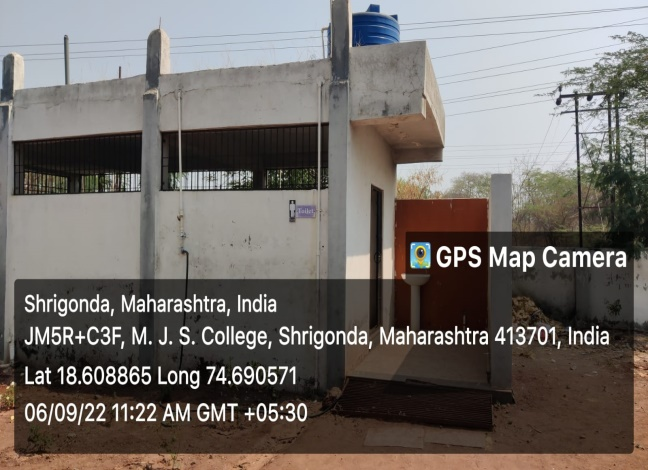 Toilet
GPS Map Camera
Shrigonda, Maharashtra, India
JM5R+C3F, M. J. S. College, Shrigonda, Maharashtra 413701, India
Lat 18.608865 Long 74.690571
06/09/22 11:22 AM GMT +05:30